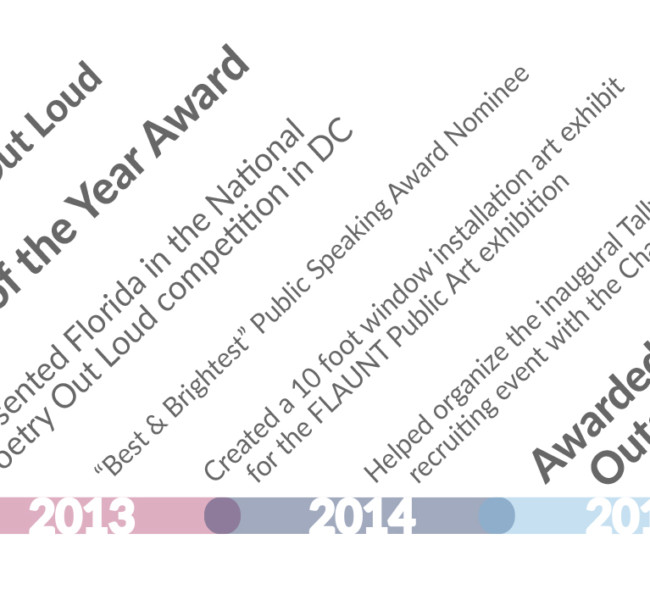 out Loud
of the Year Award
sented Florida in the National
oetry Out Loud competition in DC
“Best & Brightest” Public Speaking Award Nominee
Created a 10 foot window installation art exhibit
for the FLAUNT Public Art exhibition
Helped organize the inaugural Tall
recruiting event with the Cha
Awarded
Outs
2013
2014
201